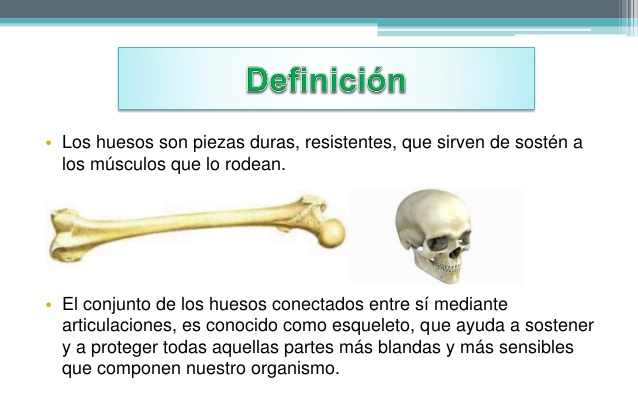 Definición
• Los huesos son piezas duras, resistentes, que sirven de sostén a
los músculos que lo rodean.
• El conjunto de los huesos conectados entre sí mediante
articulaciones, es conocido como esqueleto, que ayuda a sostener
y a proteger todas aquellas partes más blandas y más sensibles
que componen nuestro organismo.